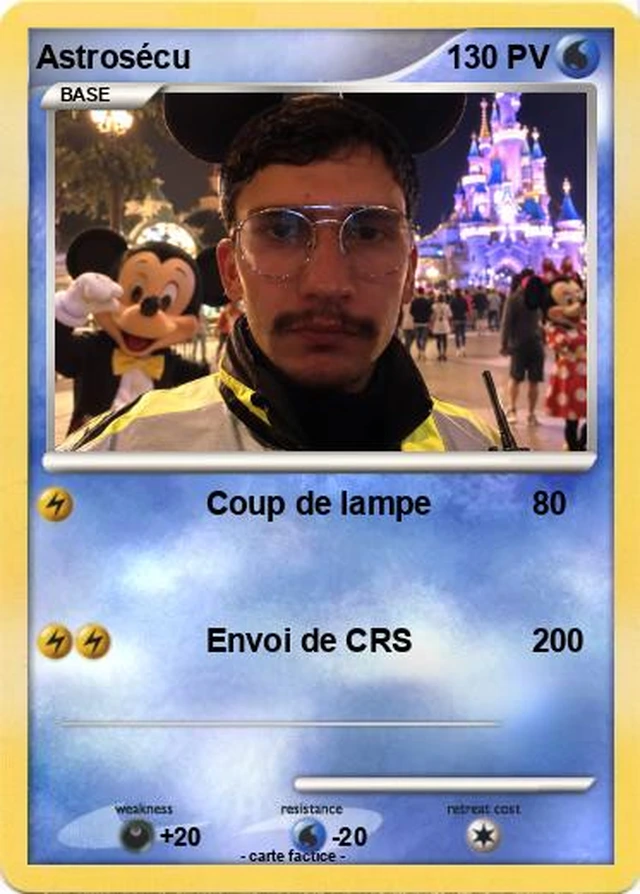 Astrosécu 130 PV
BASE
Coup de lampe 80
Envoi de CRS 200
weakness resistance retreat cost
+20 -20
- carte factice -